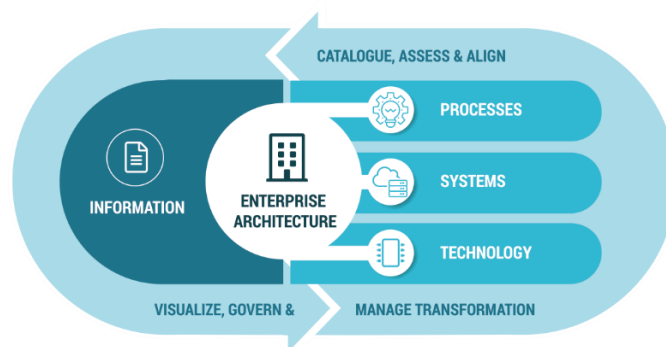 CATALOGUE, ASSESS & ALIGN
PROCESSES
INFORMATION
ENTERPRISE
ARCHITECTURE
SYSTEMS
TECHNOLOGY
VISUALIZE, GOVERN & MANAGE TRANSFORMATION